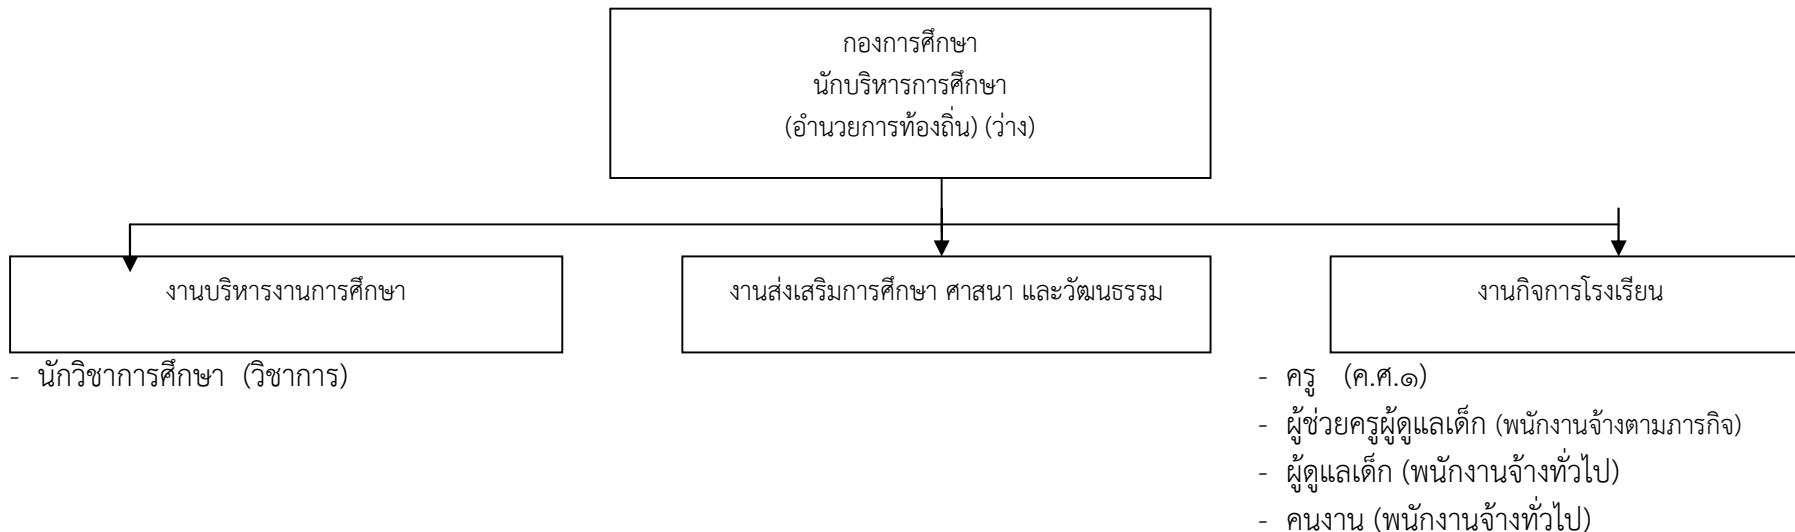 กองการศึกษา
นักบริหารการศึกษา
(อำนวยการท้องถิ่น) (ว่าง)
งานบริหารงานการศึกษา
งานส่งเสริมการศึกษา ศาสนา และวัฒนธรรม
งานกิจการโรงเรียน
- นักวิชาการศึกษา (วิชาการ)
- ครู (ค.ศ.๑)
- ผู้ช่วยครูผู้ดูแลเด็ก (พนักงานจ้างตามภารกิจ)
- ผู้ดูแลเด็ก (พนักงานจ้างทั่วไป)
- คนงาน (พนักงานจ้างทั่วไป)